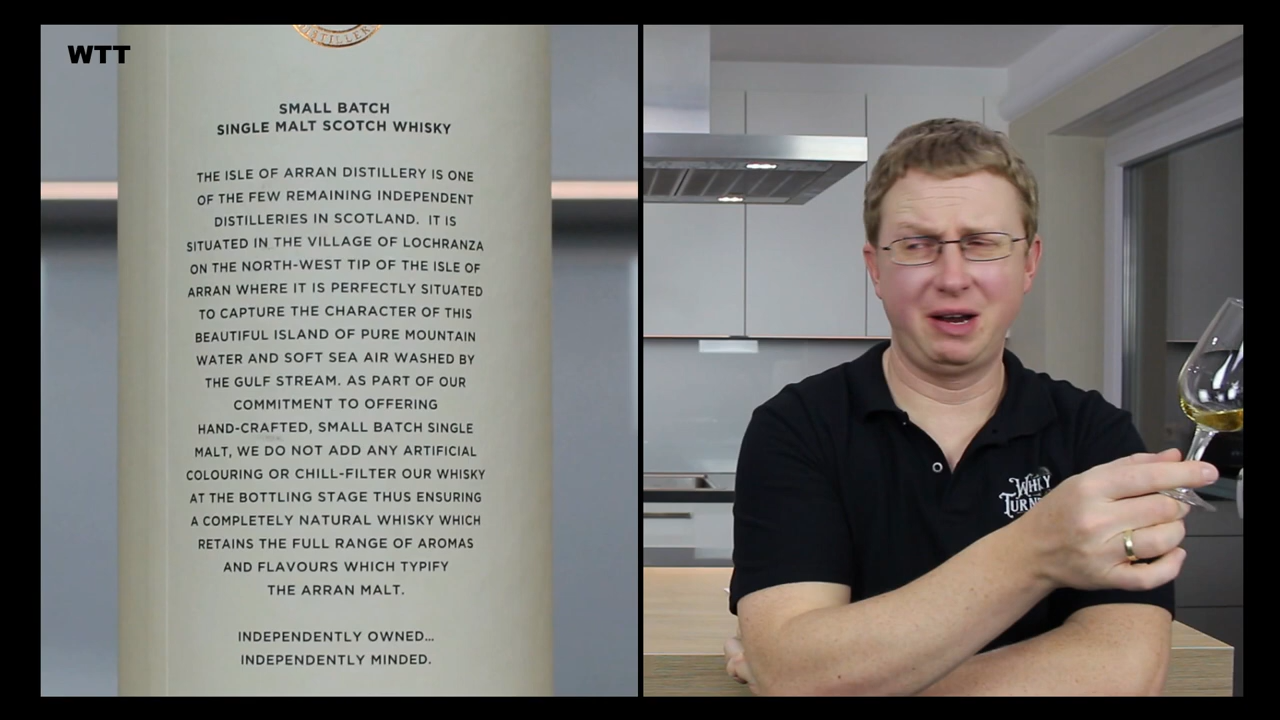 WTT
DISTILLERY
SMALL BATCH
SINGLE MALT SCOTCH WHISKY
THE ISLE OF ARRAN DISTILLERY IS ONE
OF THE FEW REMAINING INDEPENDENT
DISTILLERIES IN SCOTLAND. IT IS
SITUATED IN THE VILLAGE OF LOCHRANZA
ON THE NORTH-WEST TIP OF THE ISLE OF
ARRAN WHERE IT IS PERFECTLY SITUATED
TO CAPTURE THE CHARACTER OF THIS
BEAUTIFUL ISLAND OF PURE MOUNTAIN
WATER AND SOFT SEA AIR WASHED BY
THE GULF STREAM. AS PART OF OUR
COMMITMENT TO OFFERING
HAND-CRAFTED, SMALL BATCH SINGLE
MALT, WE DO NOT ADD ANY ARTIFICIAL
COLOURING OR CHILL-FILTER OUR WHISKY
AT THE BOTTLING STAGE THUS ENSURING
A COMPLETELY NATURAL WHISKY WHICH
RETAINS THE FULL RANGE OF AROMAS
AND FLAVOURS WHICH TYPIFY
THE ARRAN MALT.
INDEPENDENTLY OWNED...
INDEPENDENTLY MINDED.